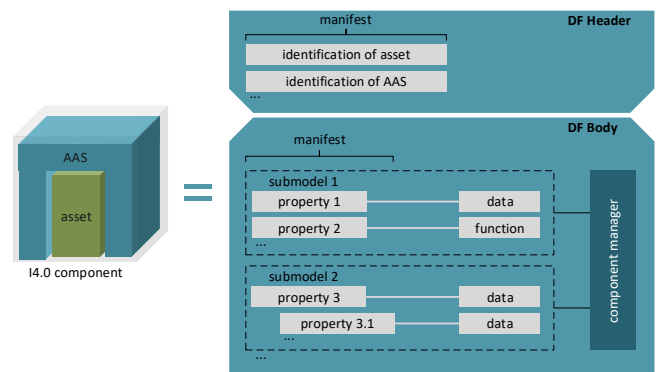 manifest
DF Header
identification of asset
identification of AAS
...
AAS
asset
I4.0 component
=
DF Body
manifest
submodel 1
property 1
data
property 2
function
...
submodel 2
property 3
data
property 3.1
data
...
...
component manager